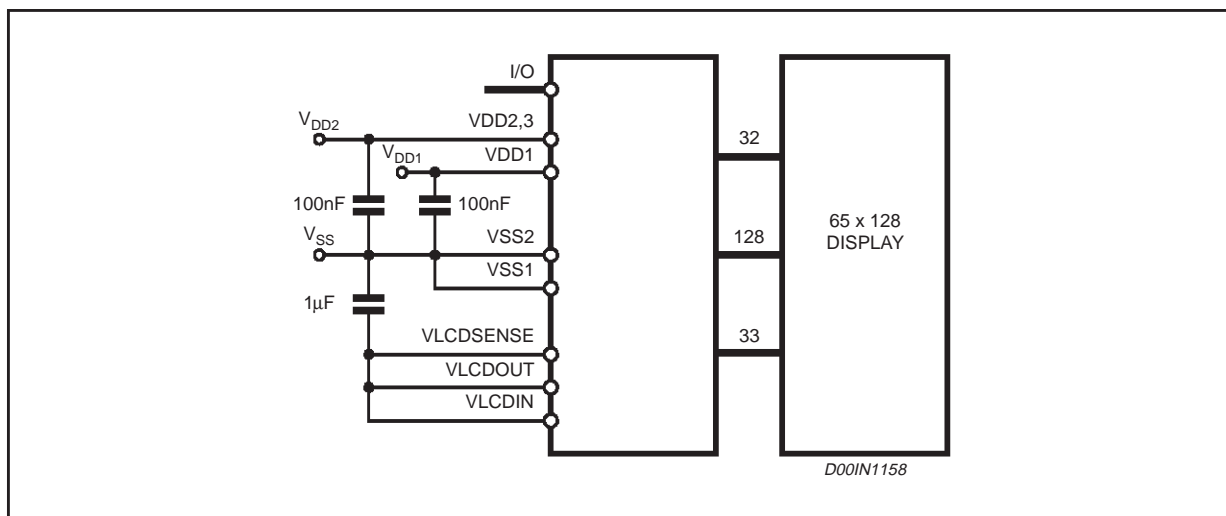 I/O
VDD2,3
VDD2
VDD1
VDD1
32
100nF
100nF
65 x 128
DISPLAY
VSS
VSS2
128
VSS1
1µF
VLCDSENSE
33
VLCDOUT
VLCDIN
D00IN1158